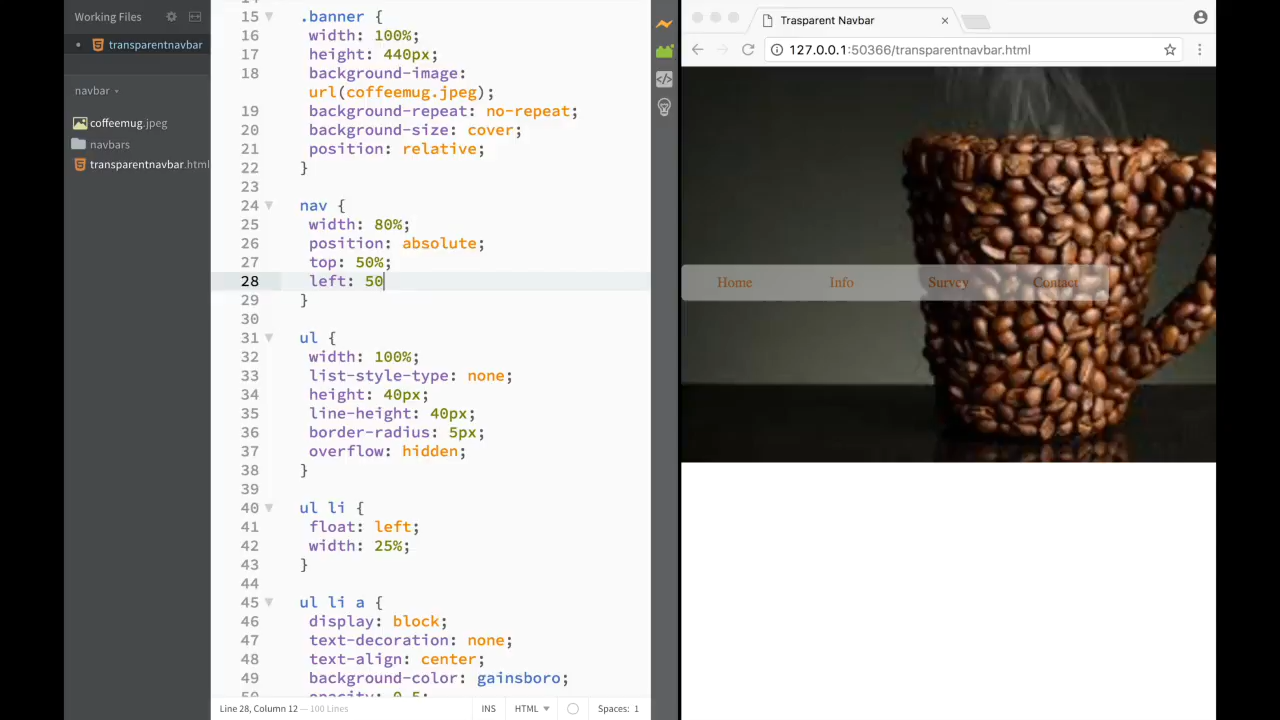 Working Files
transparentnavbar
navbar
coffeemug.jpeg
navbars
transparentnavbar.html
15 .banner {
16 width: 100%;
17 height: 440px;
18 background-image:
url(coffeemug.jpeg);
19 background-repeat: no-repeat;
20 background-size: cover;
21 position: relative;
22 }
23
24 nav {
25 width: 80%;
26 position: absolute;
27 top: 50%;
28 left: 50
29 }
30
31 ul {
32 width: 100%;
33 list-style-type: none;
34 height: 40px;
35 line-height: 40px;
36 border-radius: 5px;
37 overflow: hidden;
38 }
39
40 ul li {
41 float: left;
42 width: 25%;
43 }
44
45 ul li a {
46 display: block;
47 text-decoration: none;
48 text-align: center;
49 background-color: gainsboro;
Line 28, Column 12 — 100 Lines
INS
HTML
Spaces: 1
Trasparent Navbar
127.0.0.1:50366/transparentnavbar.html
Home Info Survey Contact